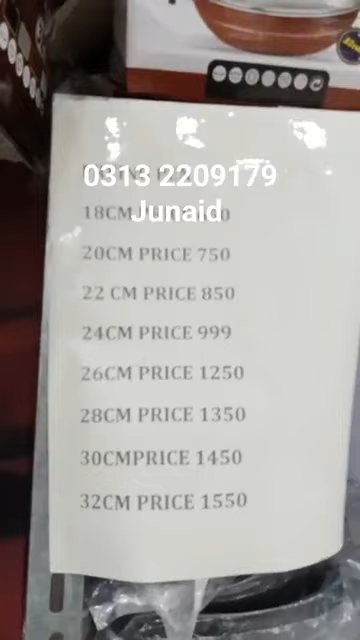 0313 2209179
Junaid
18CM
20CM PRICE 750
22 CM PRICE 850
24CM PRICE 999
26CM PRICE 1250
28CM PRICE 1350
30CMPRICE 1450
32CM PRICE 1550